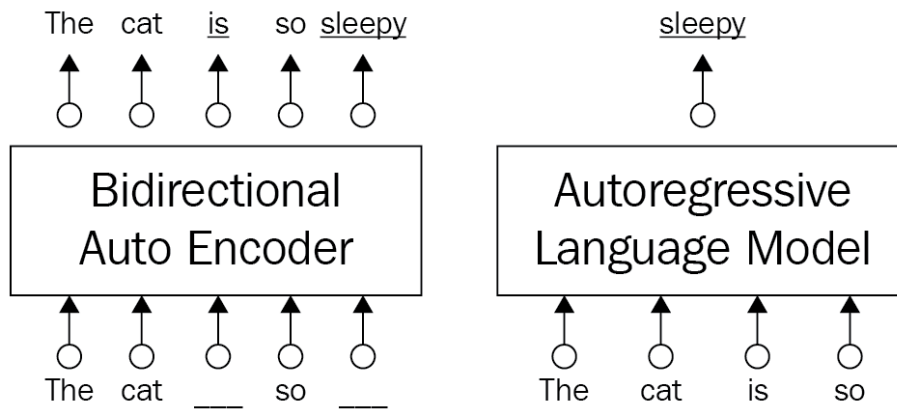 The cat is so sleepy
Bidirectional
Auto Encoder
The cat ___ so ___
sleepy
Autoregressive
Language Model
The cat is so